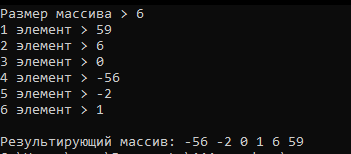 Размер массива > 6
1 элемент > 59
2 элемент > 6
3 элемент > 0
4 элемент > -56
5 элемент > -2
6 элемент > 1
Результирующий массив: -56 -2 0 1 6 59